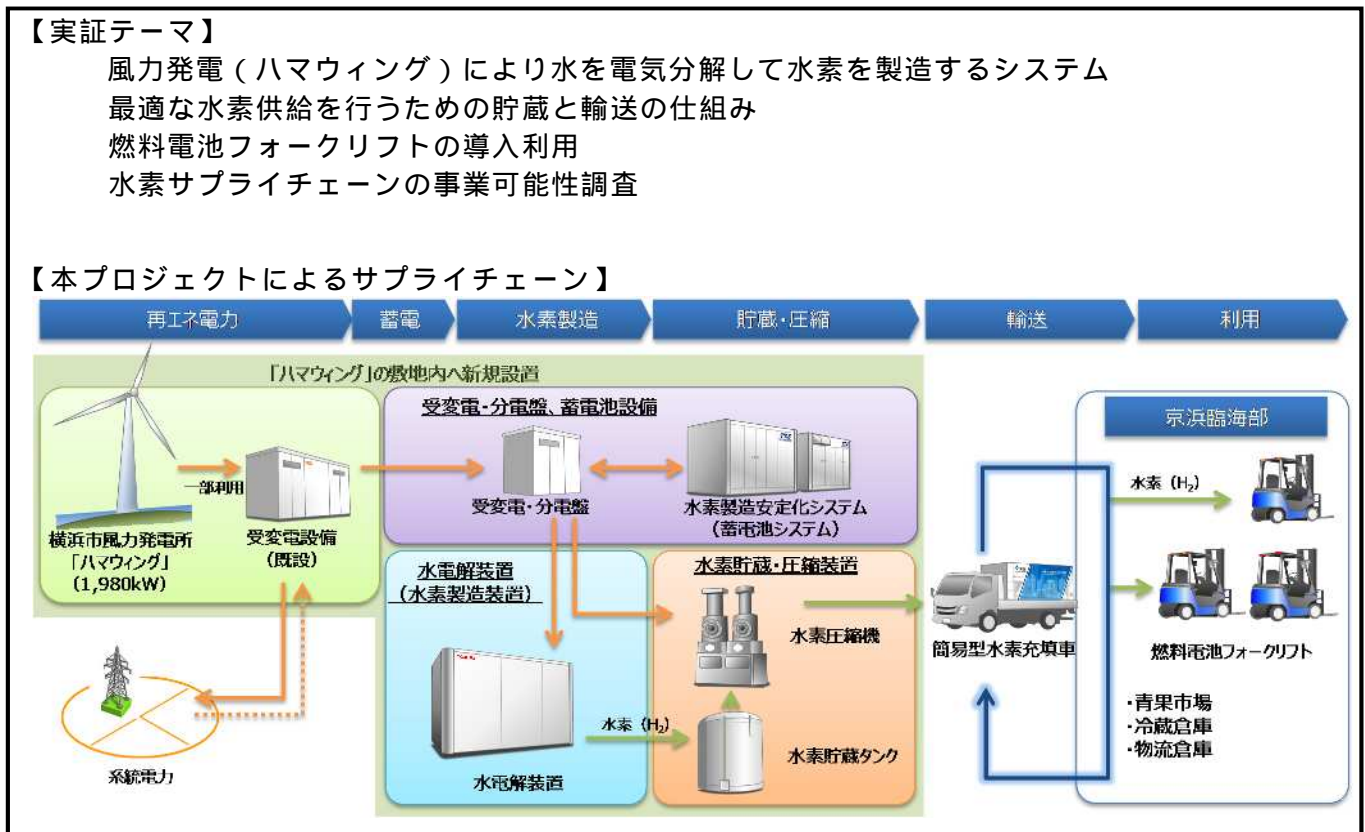 【実証テーマ】
風力発電(ハマウィング)により水を電気分解して水素を製造するシステム
最適な水素供給を行うための貯蔵と輸送の仕組み
燃料電池フォークリフトの導入利用
水素サプライチェーンの事業可能性調査
【本プロジェクトによるサプライチェーン】
再エネ電力
蓄電
水素製造
貯蔵・圧縮
輸送
利用
「ハマウィング」の敷地内へ新規設置
一部利用
横浜市風力発電所
「ハマウィング」
(1,980kW)
受変電設備
(既設)
系統電力
受変電・分電盤、蓄電池設備
受変電・分電盤
水素製造安定化システム
(蓄電池システム)
水電解装置
(水素製造装置)
水電解装置
水素 (H₂)
水素貯蔵・圧縮装置
水素圧縮機
水素貯蔵タンク
簡易型水素充填車
京浜臨海部
水素 (H₂)
燃料電池フォークリフト
・青果市場
・冷蔵倉庫
・物流倉庫